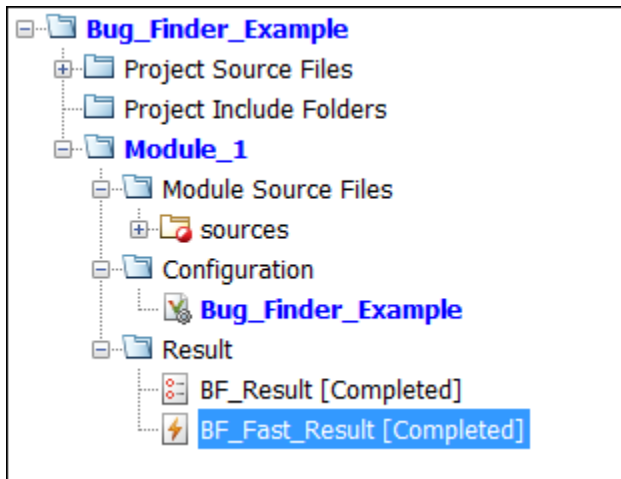 Bug_Finder_Example
Project Source Files
Project Include Folders
Module_1
Module Source Files
sources
Configuration
Bug_Finder_Example
Result
BF_Result [Completed]
BF_Fast_Result [Completed]